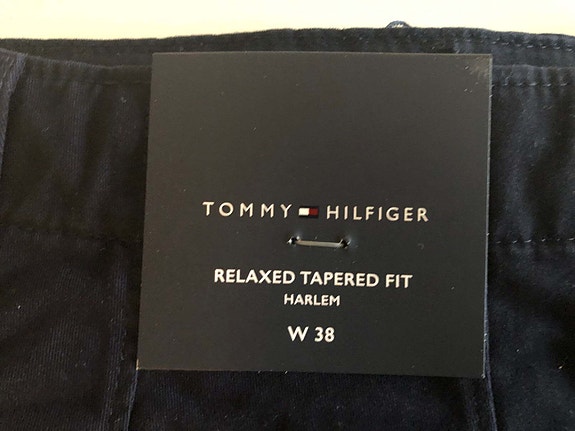 TOMMY HILFIGER
RELAXED TAPERED FIT
HARLEM
W 38